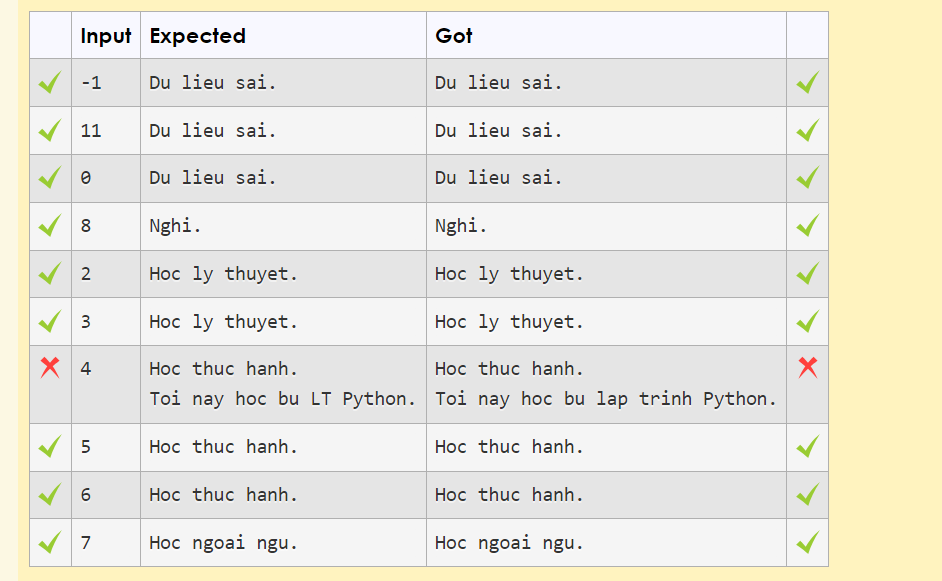 Input Expected Got
-1 Du lieu sai. Du lieu sai.
11 Du lieu sai. Du lieu sai.
0 Du lieu sai. Du lieu sai.
8 Nghi. Nghi.
2 Hoc ly thuyet. Hoc ly thuyet.
3 Hoc ly thuyet. Hoc ly thuyet.
4 Hoc thuc hanh. Hoc thuc hanh.
Toi nay hoc bu LT Python. Toi nay hoc bu lap trinh Python.
5 Hoc thuc hanh. Hoc thuc hanh.
6 Hoc thuc hanh. Hoc thuc hanh.
7 Hoc ngoai ngu. Hoc ngoai ngu.